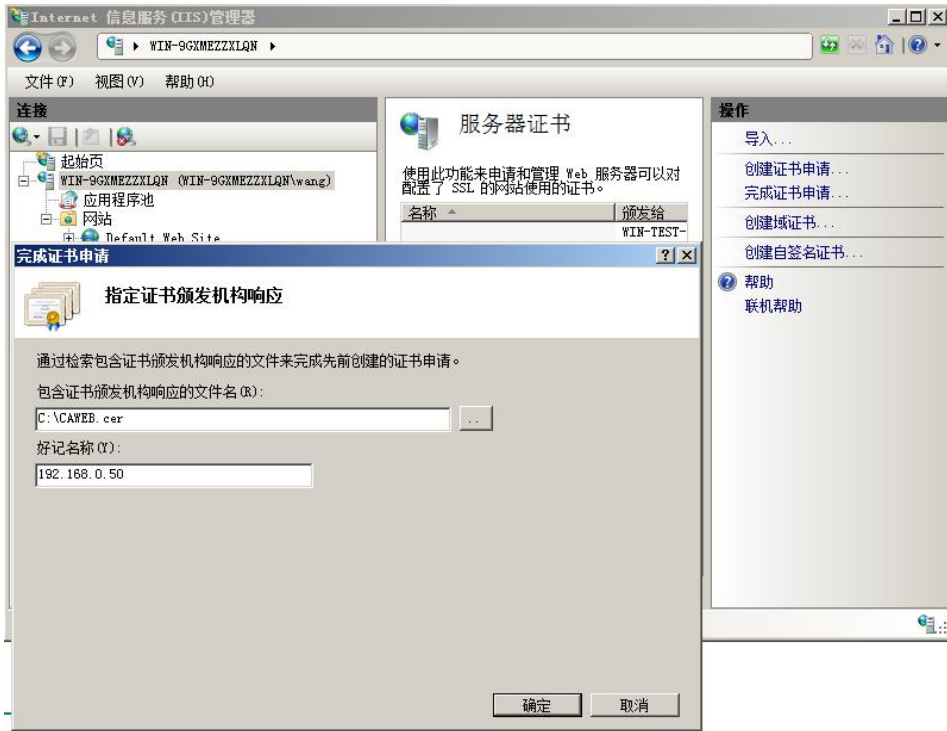 Internet 信息服务(IIS)管理器
WIN-9GXMEZZXLQN
文件(F) 视图(V) 帮助(H)
连接
起始页
WIN-9GXMEZZXLQN (WIN-9GXMEZZXLQN\wang)
应用程序池
网站
Default Web Site
服务器证书
使用此功能来申请和管理 Web 服务器可以对
配置了 SSL 的网站使用的证书。
名称 颁发给
WIN-TEST-
操作
导入...
创建证书申请...
完成证书申请...
创建域证书...
创建自签名证书...
帮助
联机帮助
完成证书申请
指定证书颁发机构响应
通过检索包含证书颁发机构响应的文件来完成先前创建的证书申请。
包含证书颁发机构响应的文件名(R):
C:\CAWEB.cer
..
好记名称(Y):
192.168.0.50
确定 取消